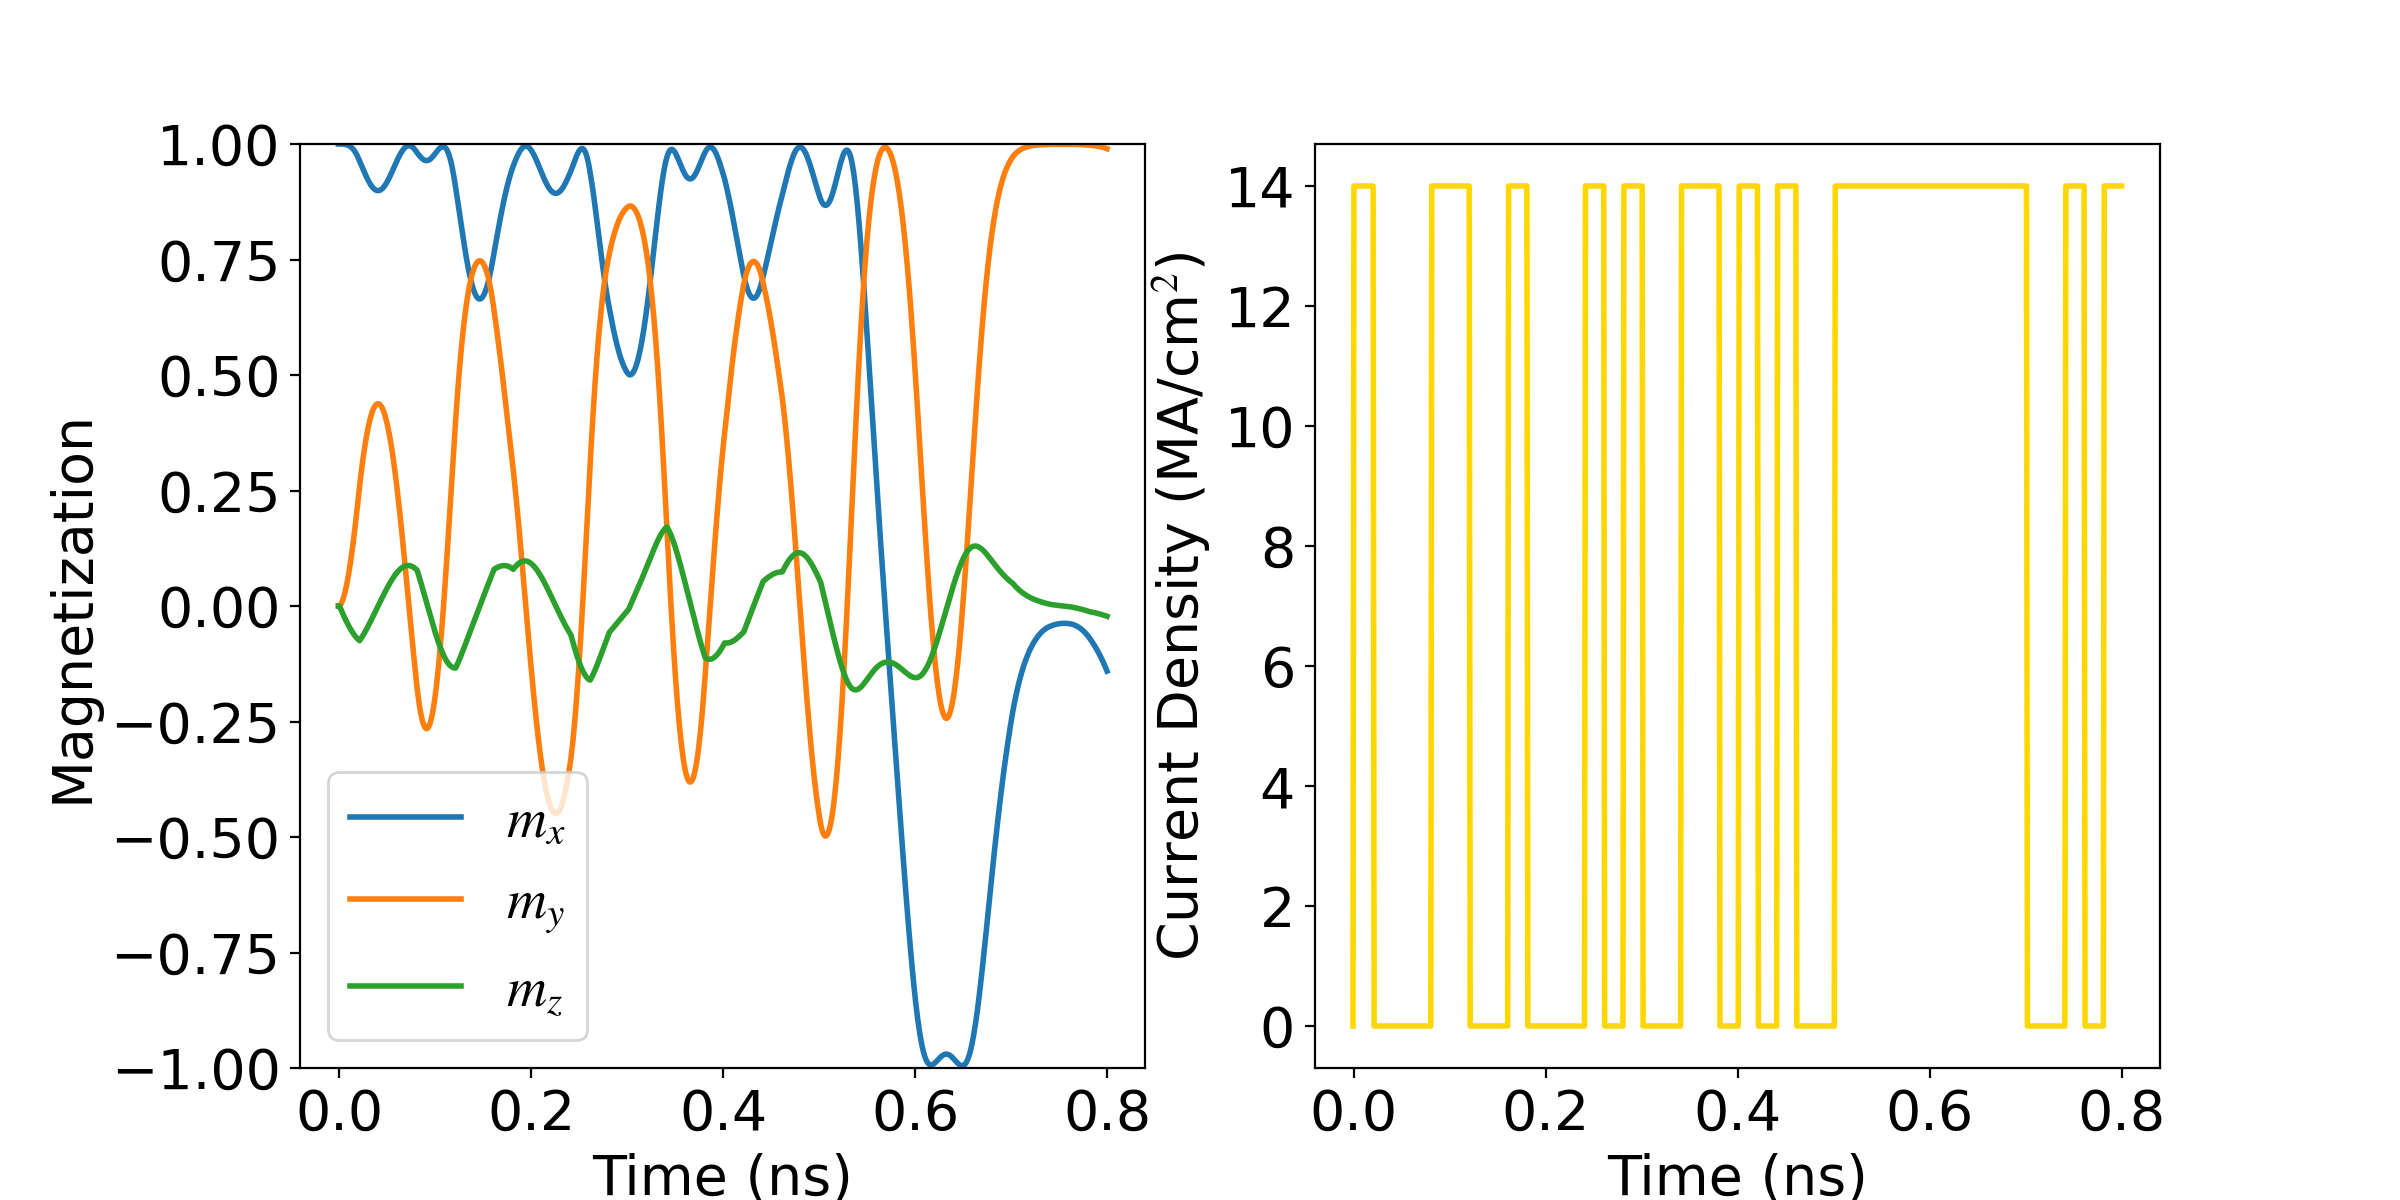 1.00
0.75
0.50
0.25
0.00
−0.25
−0.50
−0.75
−1.00
Magnetization
0.0 0.2 0.4 0.6 0.8
Time (ns)
m_x
m_y
m_z
14
12
10
8
6
4
2
0
Current Density (MA/cm²)
0.0 0.2 0.4 0.6 0.8
Time (ns)